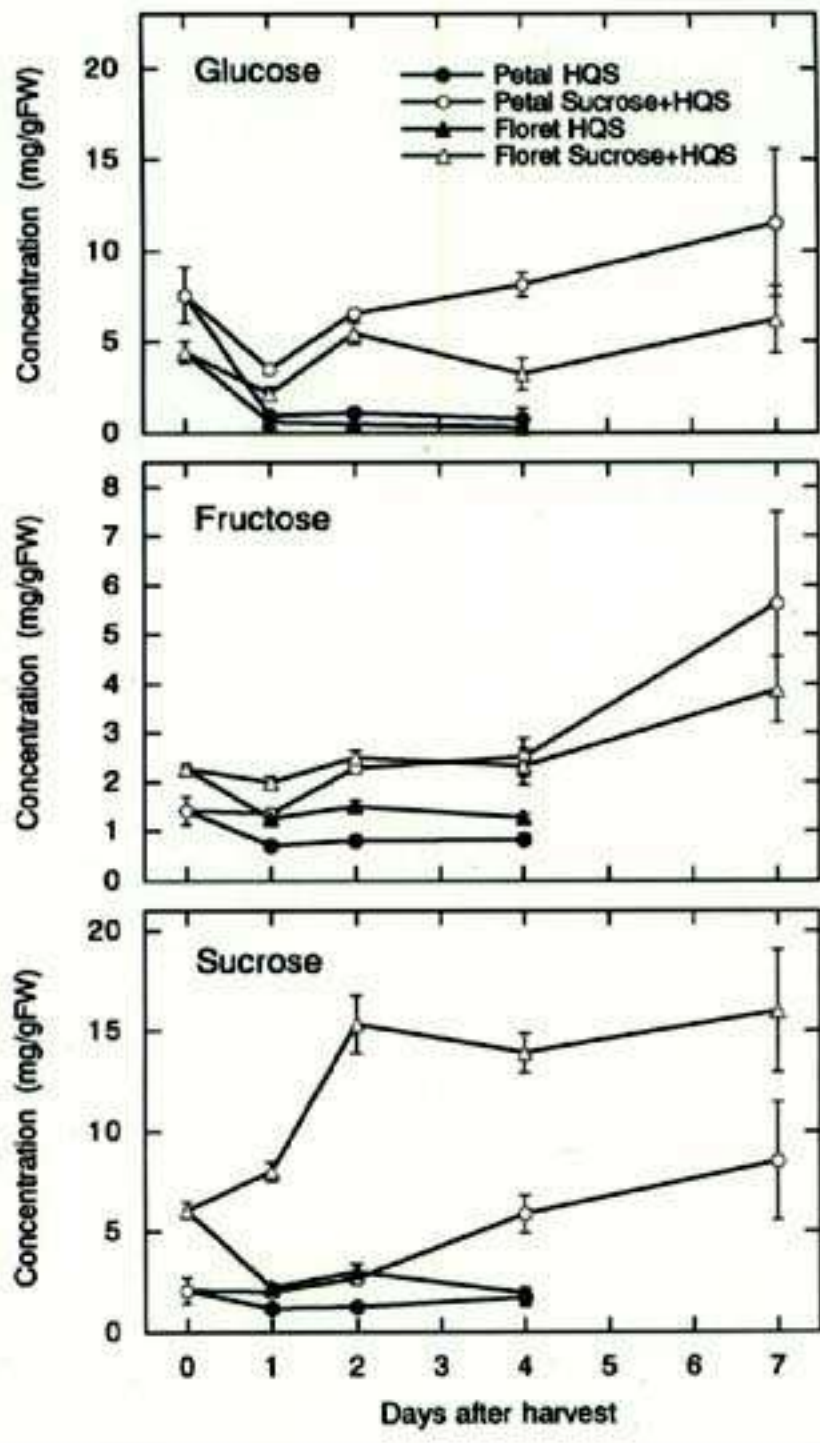 Glucose
Petal HQS
Petal Sucrose+HQS
Floret HQS
Floret Sucrose+HQS
Concentration (mg/gFW)
20
15
10
5
0
Fructose
Concentration (mg/gFW)
8
7
6
5
4
3
2
1
0
Sucrose
Concentration (mg/gFW)
20
15
10
5
0
0 1 2 3 4 5 6 7
Days after harvest